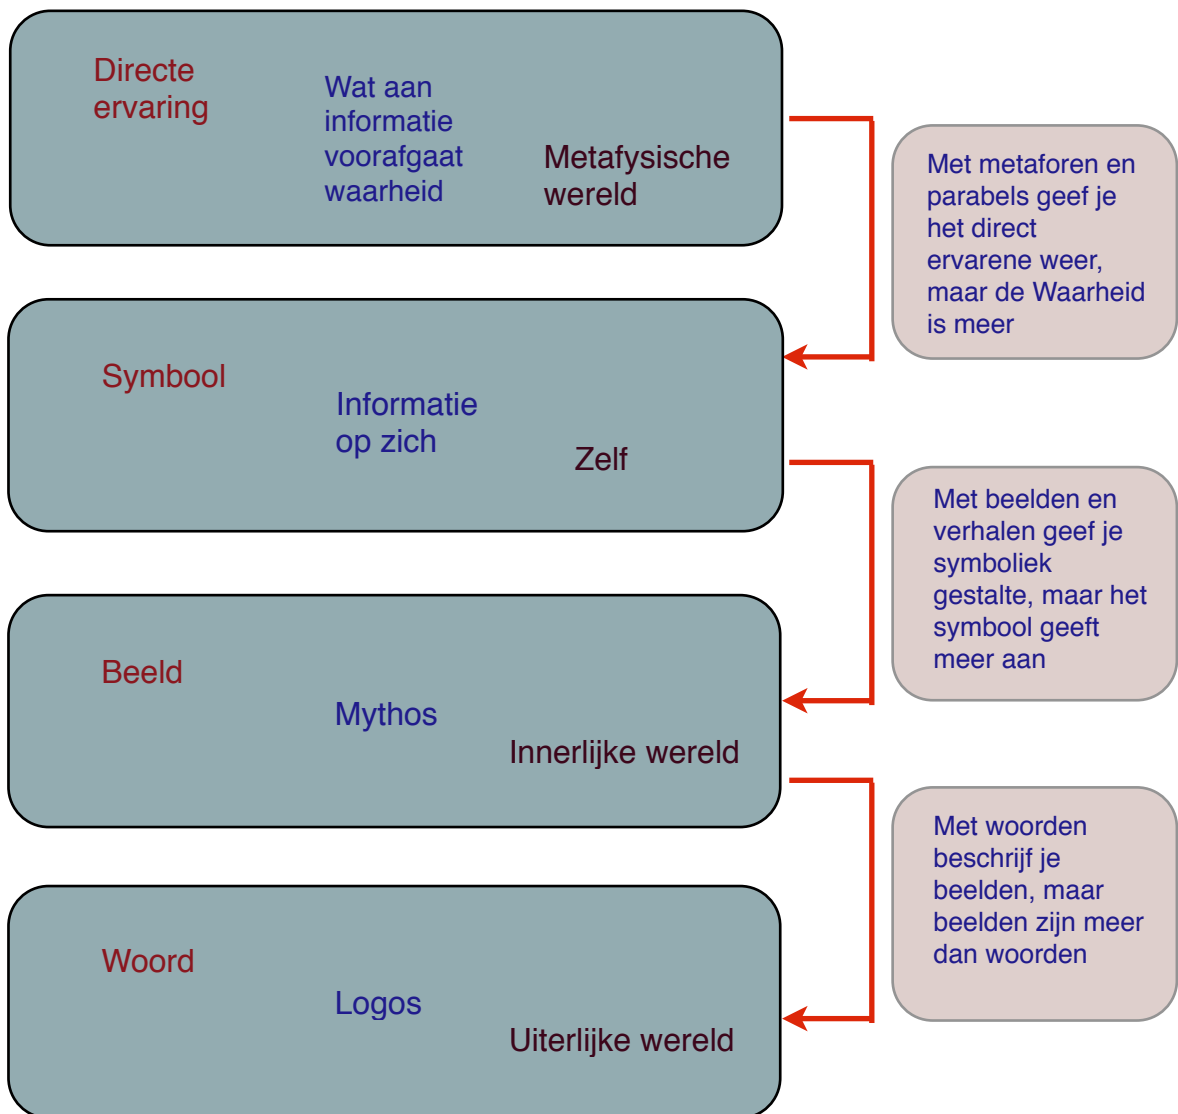 Directe
ervaring
Wat aan
informatie
voorafgaat
waarheid
Metafysische
wereld
Met metaforen en
parabels geef je
het direct
ervarene weer,
maar de Waarheid
is meer
Symbool
Informatie
op zich
Zelf
Met beelden en
verhalen geef je
symboliek
gestalte, maar het
symbool geeft
meer aan
Beeld
Mythos
Innerlijke wereld
Met woorden
beschrijf je
beelden, maar
beelden zijn meer
dan woorden
Woord
Logos
Uiterlijke wereld